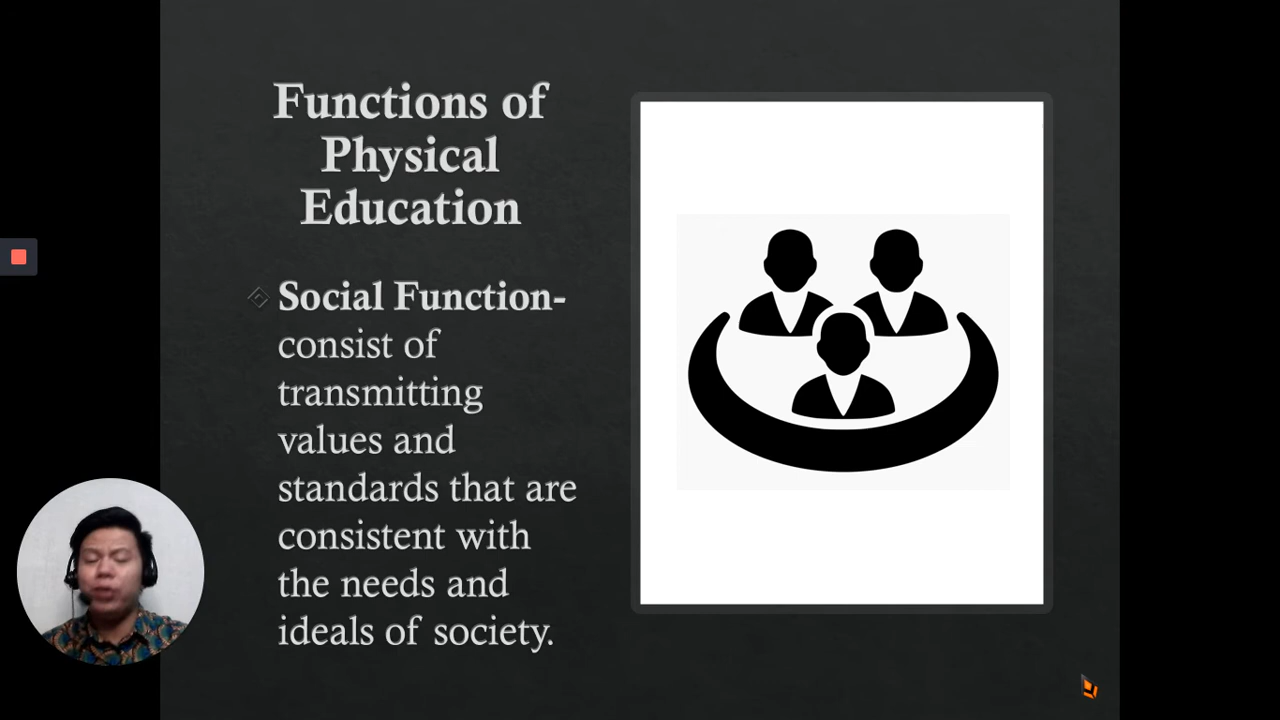 Functions of
Physical
Education
Social Function-
consist of
transmitting
values and
standards that are
consistent with
the needs and
ideals of society.